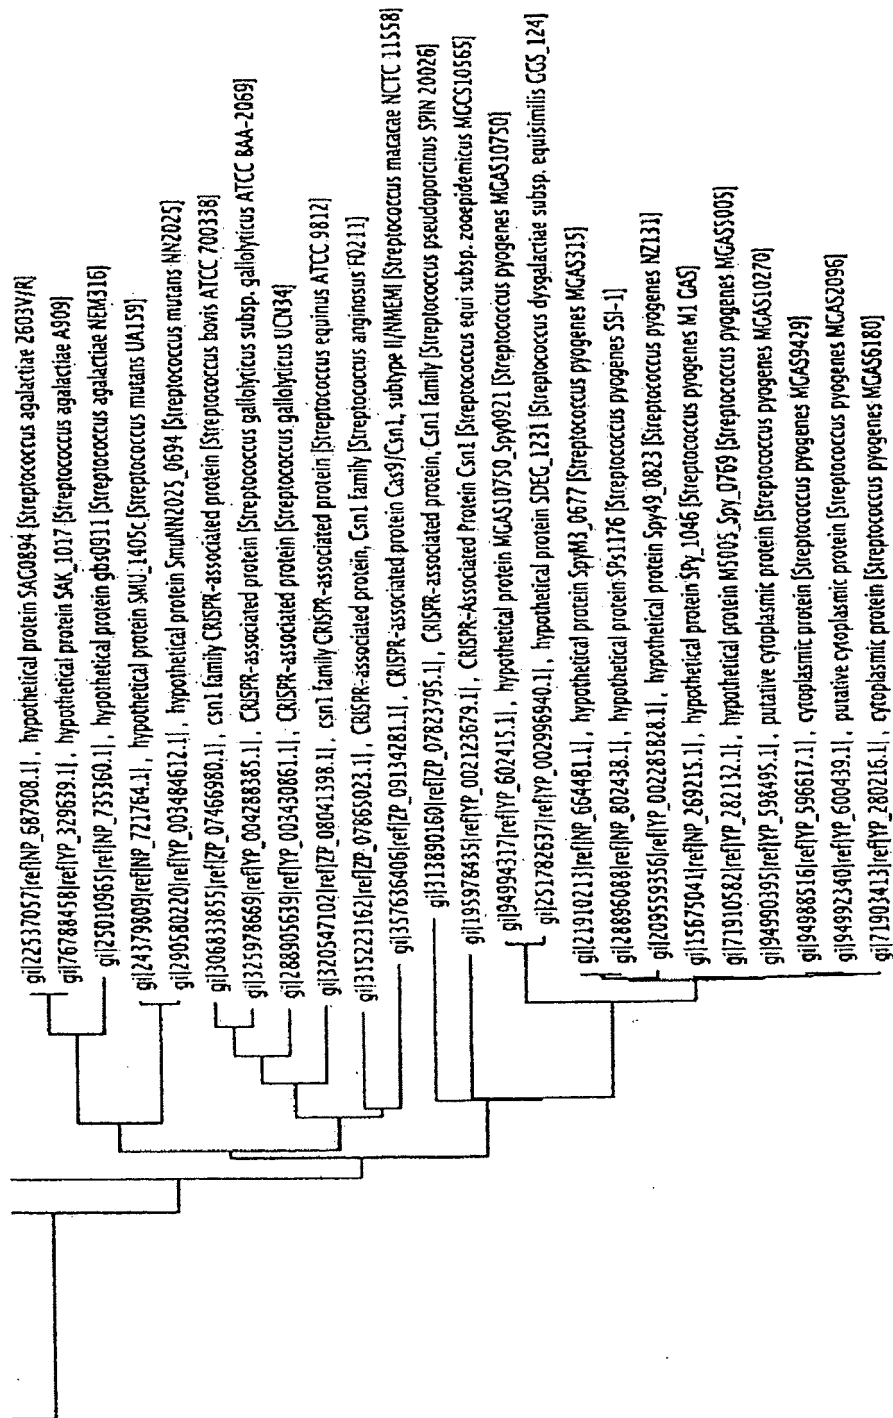 gi|22537057|ref|NP_687908.1|, hypothetical protein SAG0894 [Streptococcus agalactiae 2603V/R]
gi|76788458|ref|YP_329639.1|, hypothetical protein SAK_1017 [Streptococcus agalactiae A909]
gi|25010965|ref|NP_735360.1|, hypothetical protein gbs0911 [Streptococcus agalactiae NEM316]
gi|24379809|ref|NP_721764.1|, hypothetical protein SMU_1405c [Streptococcus mutans UA159]
gi|290580220|ref|YP_003484612.1|, hypothetical protein SmuNN2025_0694 [Streptococcus mutans NN2025]
gi|306833855|ref|ZP_07466980.1|, csn1 family CRISPR-associated protein [Streptococcus bovis ATCC 700338]
gi|325978669|ref|YP_004288385.1|, CRISPR-associated protein [Streptococcus gallolyticus subsp. gallolyticus ATCC BAA-2069]
gi|288905639|ref|YP_003430861.1|, CRISPR-associated protein [Streptococcus gallolyticus UCN34]
gi|320547102|ref|ZP_08041398.1|, csn1 family CRISPR-associated protein [Streptococcus equinus ATCC 9812]
gi|315223162|ref|ZP_07865023.1|, CRISPR-associated protein, Csn1 family [Streptococcus anginosus F0211]
gi|357636406|ref|ZP_09134281.1|, CRISPR-associated protein Cas9/Csn1, subtype II/NMEMI [Streptococcus macacae NCTC 11558]
gi|313890160|ref|ZP_07823795.1|, CRISPR-associated protein, Csn1 family [Streptococcus pseudoporcinus SPIN 20026]
gi|195978435|ref|YP_002123679.1|, CRISPR-Associated Protein Csn1 [Streptococcus equi subsp. zooepidemicus MGCS10565]
gi|94994317|ref|YP_602415.1|, hypothetical protein MGAS10750_Spy0921 [Streptococcus pyogenes MGAS10750]
gi|251782637|ref|YP_002996940.1|, hypothetical protein SDEG_1231 [Streptococcus dysgalactiae subsp. equisimilis GGS_124]
gi|21910213|ref|NP_664481.1|, hypothetical protein SpyM3_0677 [Streptococcus pyogenes MGAS315]
gi|28896088|ref|NP_802438.1|, hypothetical protein SPs1176 [Streptococcus pyogenes SSI-1]
gi|209559356|ref|YP_002285828.1|, hypothetical protein Spy49_0823 [Streptococcus pyogenes NZ131]
gi|15675041|ref|NP_269215.1|, hypothetical protein SPy_1046 [Streptococcus pyogenes M1 GAS]
gi|71910582|ref|YP_282132.1|, hypothetical protein M5005_Spy_0769 [Streptococcus pyogenes MGAS5005]
gi|94990395|ref|YP_598495.1|, putative cytoplasmic protein [Streptococcus pyogenes MGAS10270]
gi|94988516|ref|YP_596617.1|, cytoplasmic protein [Streptococcus pyogenes MGAS9429]
gi|94992340|ref|YP_600439.1|, putative cytoplasmic protein [Streptococcus pyogenes MGAS2096]
gi|71903413|ref|YP_280216.1|, cytoplasmic protein [Streptococcus pyogenes MGAS6180]